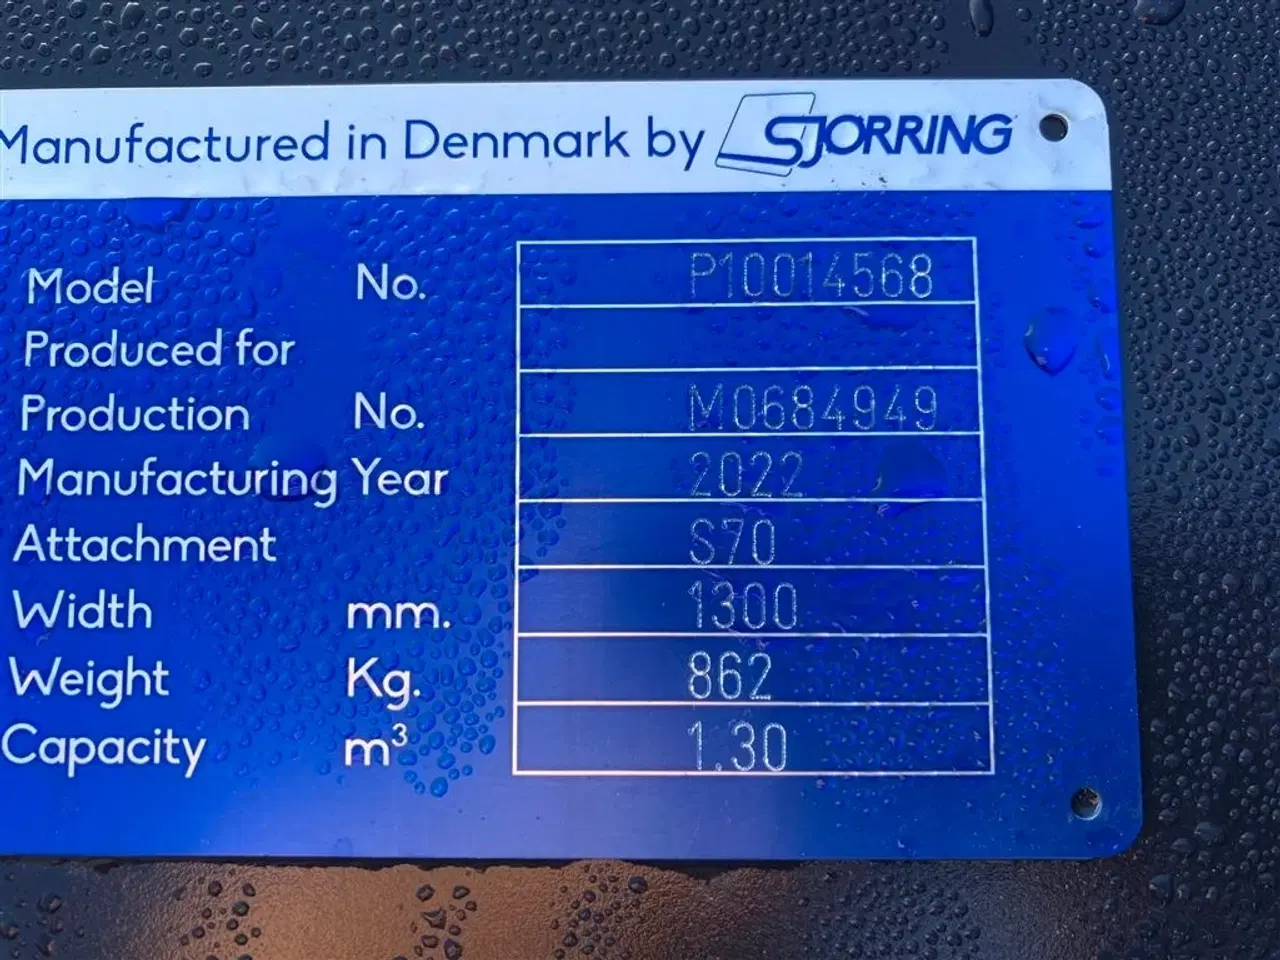 Manufactured in Denmark by SJORRING
Model No. P10014568
Produced for
Production No. M0684949
Manufacturing Year 2022
Attachment S70
Width mm. 1300
Weight Kg. 862
Capacity m³ 1.30